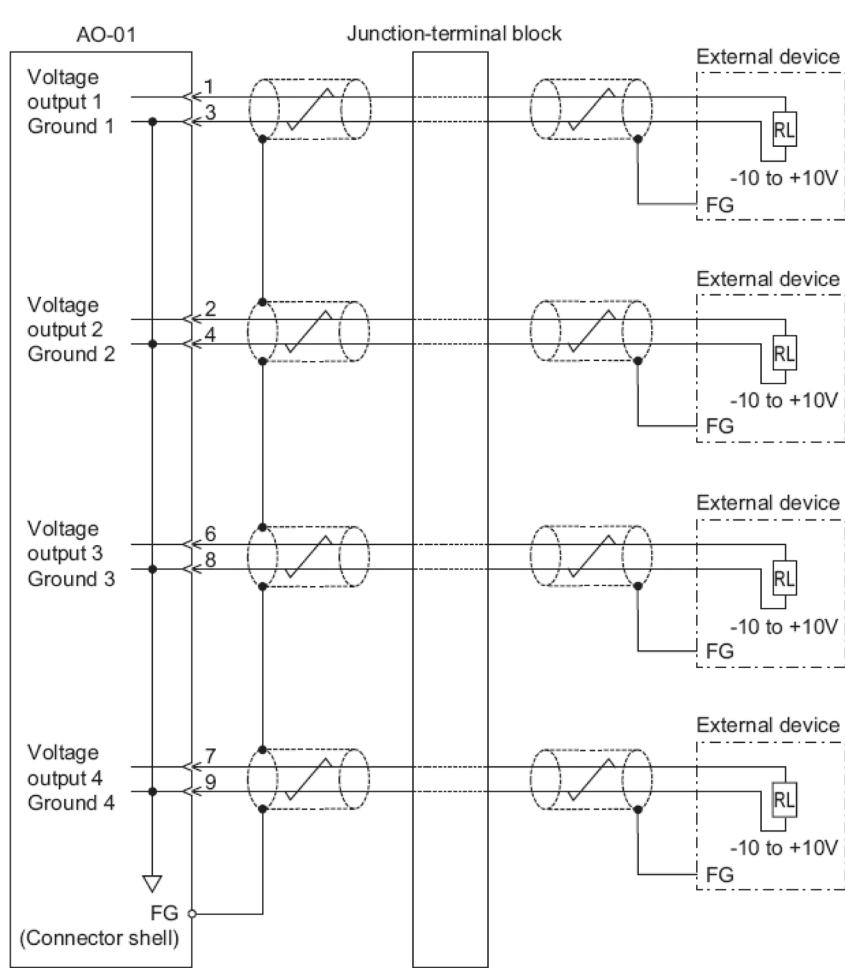 AO-01
Junction-terminal block
External device
Voltage
output 1
Ground 1
1
3
RL
-10 to +10V
FG
External device
Voltage
output 2
Ground 2
2
4
RL
-10 to +10V
FG
External device
Voltage
output 3
Ground 3
6
8
RL
-10 to +10V
FG
External device
Voltage
output 4
Ground 4
7
9
RL
-10 to +10V
FG
FG
(Connector shell)